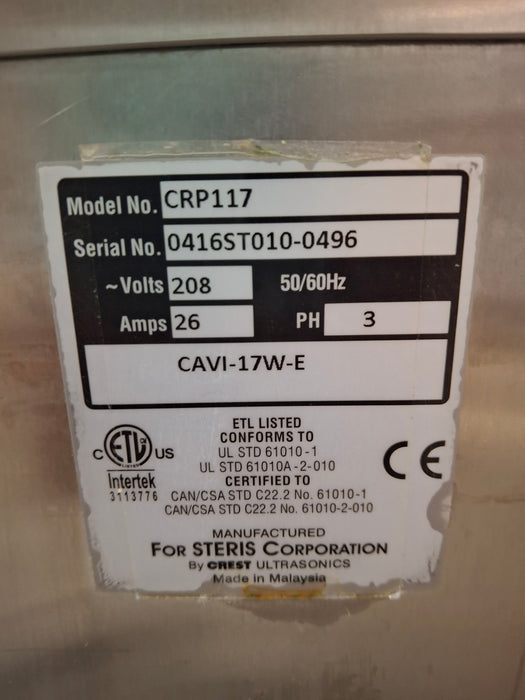 Model No. CRP117
Serial No. 0416ST010-0496
~Volts 208 50/60Hz
Amps 26 PH 3
CAVI-17W-E
ETL LISTED
CONFORMS TO
UL STD 61010-1
UL STD 61010A-2-010
CERTIFIED TO
CAN/CSA STD C22.2 No. 61010-1
CAN/CSA STD C22.2 No. 61010-2-010
C ETL US
LISTED
Intertek
3113776
CE
MANUFACTURED
FOR STERIS CORPORATION
By CREST ULTRASONICS
Made in Malaysia